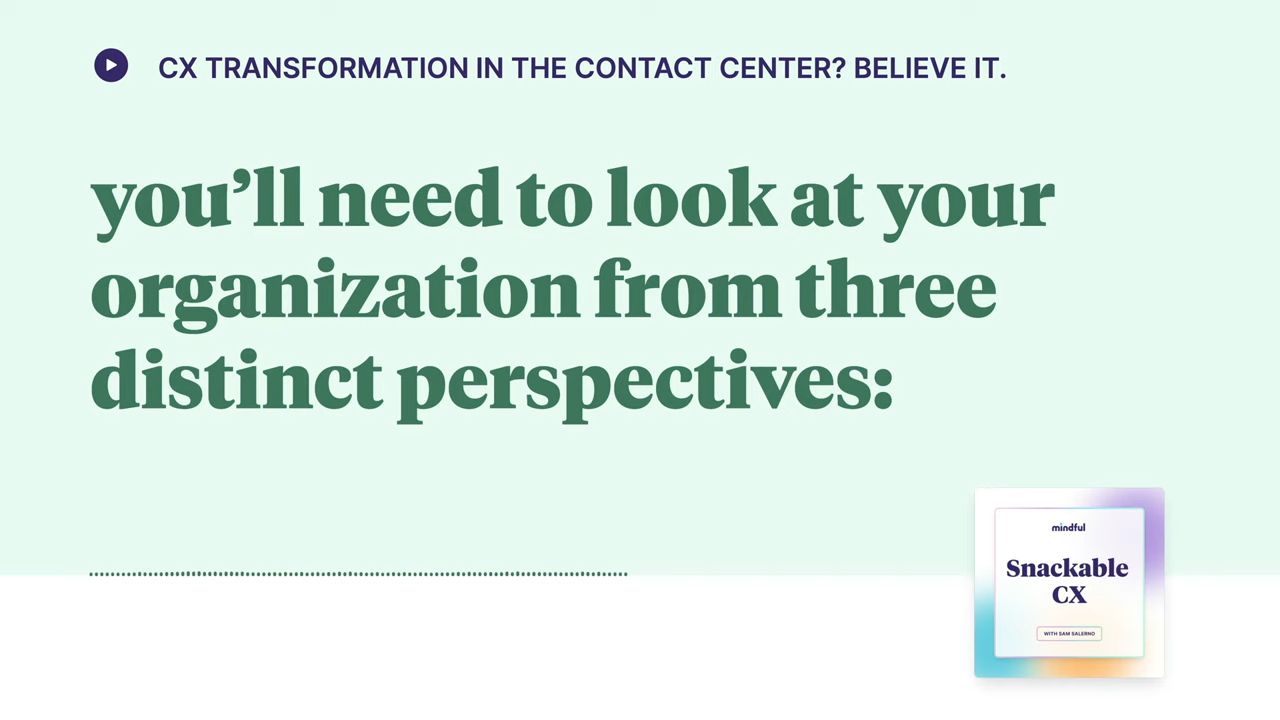 CX TRANSFORMATION IN THE CONTACT CENTER? BELIEVE IT.
you’ll need to look at your
organization from three
distinct perspectives:
mindful
Snackable
CX
WITH SAM SALERNO